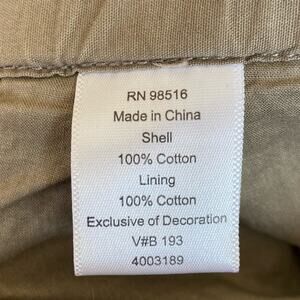 RN 98516
Made in China
Shell
100% Cotton
Lining
100% Cotton
Exclusive of Decoration
V#B 193
4003189